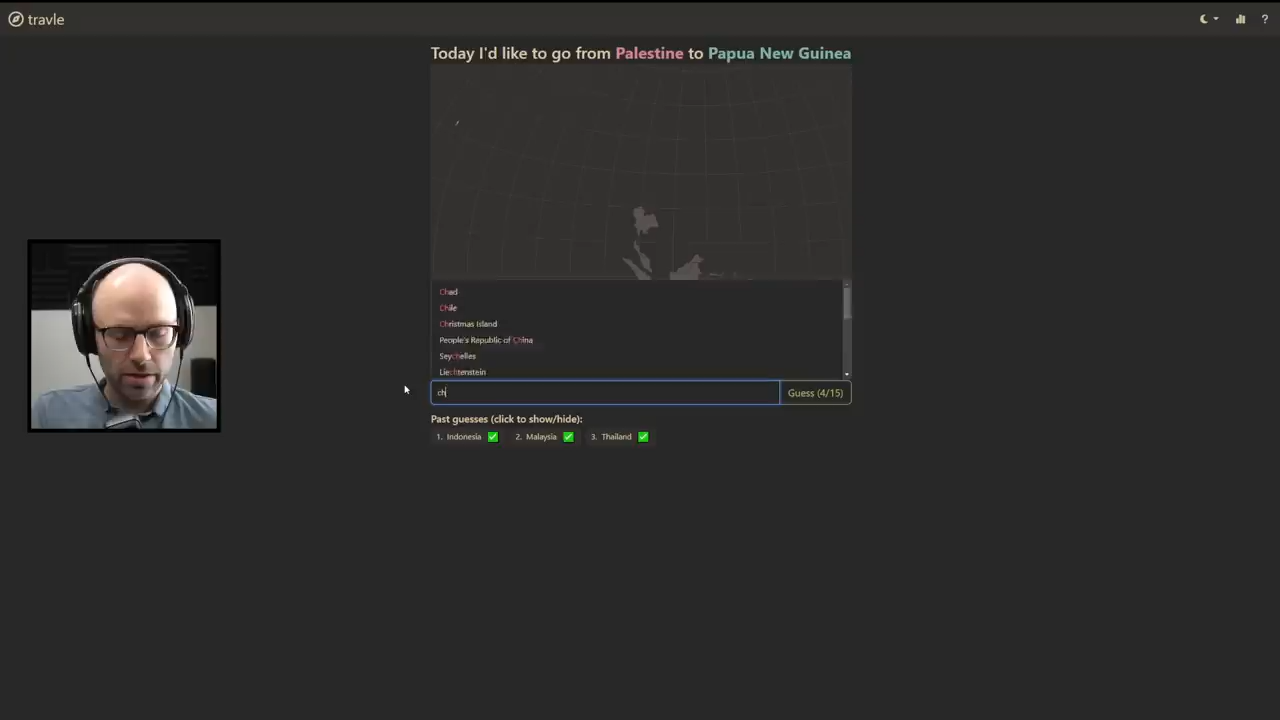 travle
?
Today I'd like to go from Palestine to Papua New Guinea
Chad
Chile
Christmas Island
People's Republic of China
Seychelles
Liechtenstein
ch
Guess (4/15)
Past guesses (click to show/hide):
1. Indonesia ✅ 2. Malaysia ✅ 3. Thailand ✅